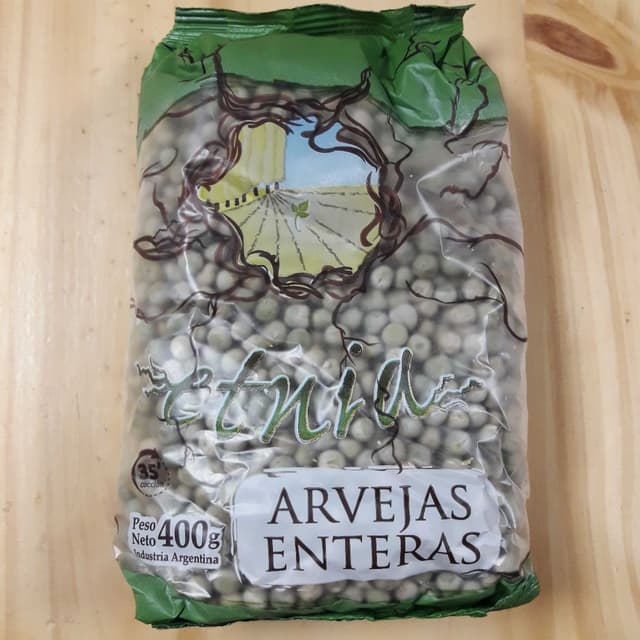 etnia
35'
COCCIÓN
Peso
Neto 400g
Industria Argentina
ARVEJAS
ENTERAS